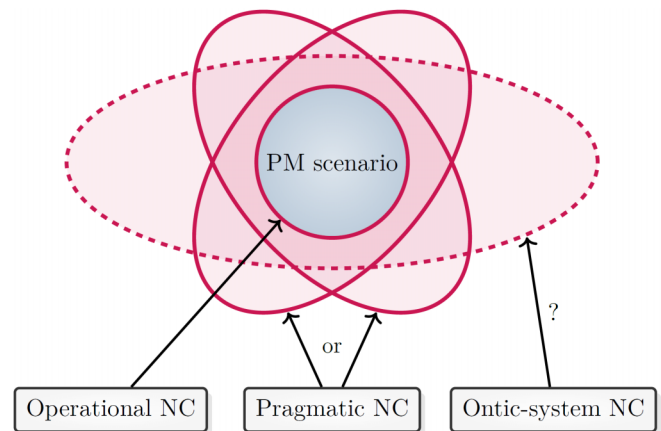 PM scenario
?
or
Operational NC
Pragmatic NC
Ontic-system NC